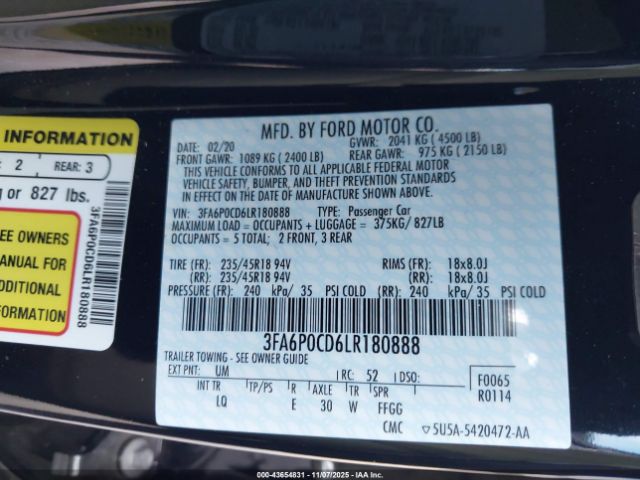 INFORMATION
: 2 REAR: 3
g or 827 lbs.
EE OWNERS
ANUAL FOR
DDITIONAL
ORMATION
3FA6P0CD6LR180888
MFD. BY FORD MOTOR CO.
DATE: 02/20 GVWR: 2041 KG ( 4500 LB)
FRONT GAWR: 1089 KG ( 2400 LB) REAR GAWR: 975 KG ( 2150 LB)
THIS VEHICLE CONFORMS TO ALL APPLICABLE FEDERAL MOTOR
VEHICLE SAFETY, BUMPER, AND THEFT PREVENTION STANDARDS
IN EFFECT ON THE DATE OF MANUFACTURE SHOWN ABOVE.
VIN: 3FA6P0CD6LR180888 TYPE: Passenger Car
MAXIMUM LOAD = OCCUPANTS + LUGGAGE = 375KG/ 827LB
OCCUPANTS = 5 TOTAL; 2 FRONT, 3 REAR
TIRE (FR): 235/45R18 94V RIMS (FR): 18x8.0J
(RR): 235/45R18 94V (RR): 18x8.0J
PRESSURE (FR): 240 kPa/ 35 PSI COLD (RR): 240 kPa/ 35 PSI COLD
3FA6P0CD6LR180888
TRAILER TOWING - SEE OWNER GUIDE
EXT PNT: UM RC: 52 DSO: F0065
INT TR TP/PS R AXLE TR SPR R0114
LQ E 30 W FFGG
CMC 5U5A-5420472-AA
000-43654831 - 11/07/2025 - IAAI.COM